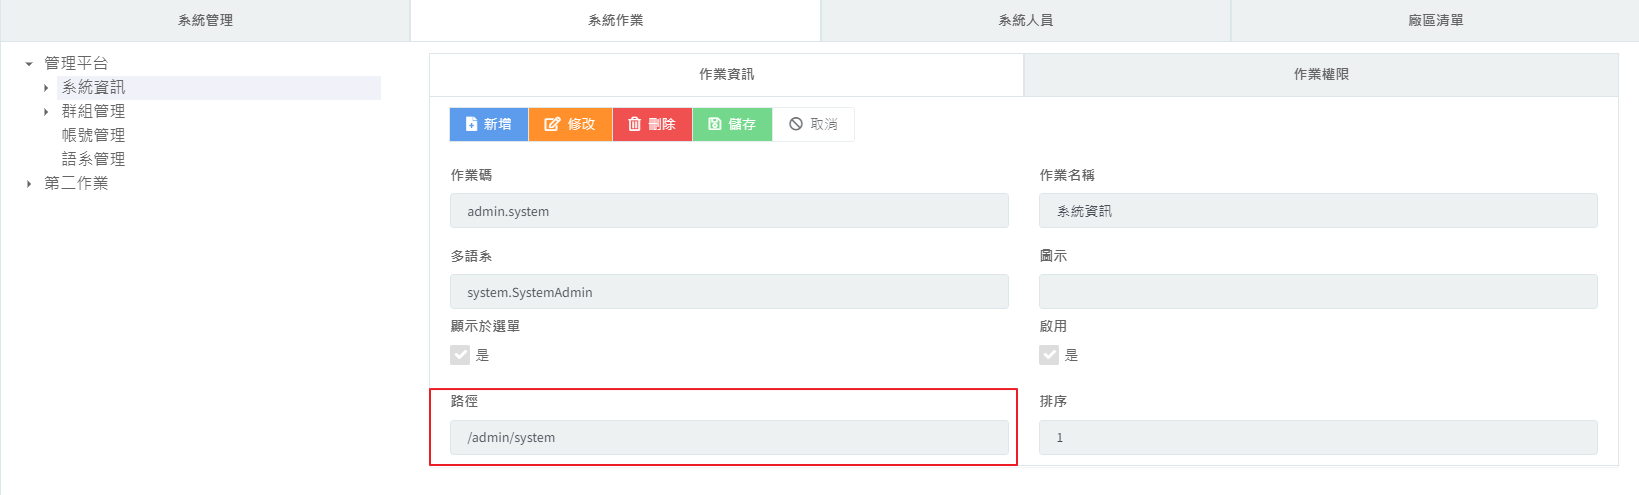 系統管理
系統作業
系統人員
廠區清單
管理平台
系統資訊
群組管理
帳號管理
語系管理
第二作業
作業資訊
作業權限
新增
修改
刪除
儲存
取消
作業碼
作業名稱
admin.system
系統資訊
多語系
圖示
system.SystemAdmin
顯示於選單
啟用
是
是
路徑
排序
/admin/system
1